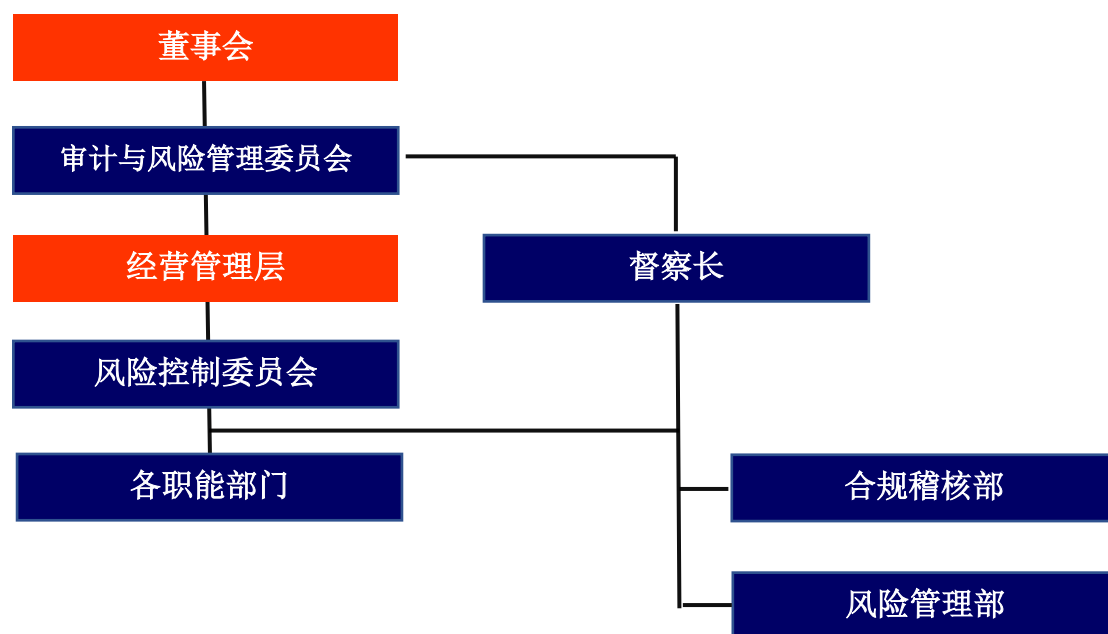 董事会
审计与风险管理委员会
经营管理层
督察长
风险控制委员会
各职能部门
合规稽核部
风险管理部